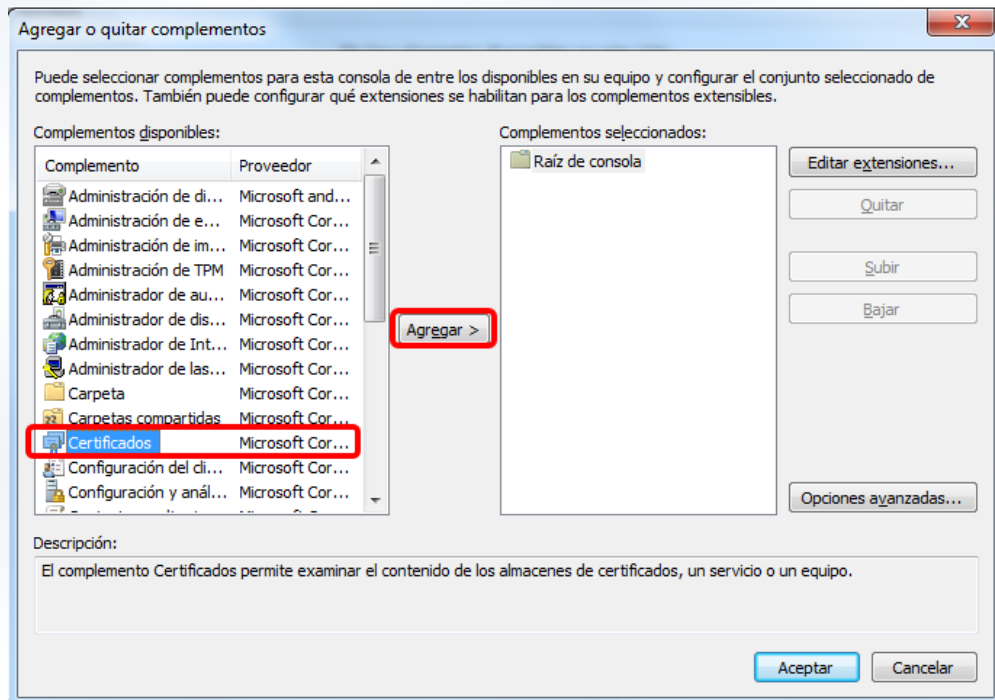 Agregar o quitar complementos
Puede seleccionar complementos para esta consola de entre los disponibles en su equipo y configurar el conjunto seleccionado de
complementos. También puede configurar qué extensiones se habilitan para los complementos extensibles.
Complementos disponibles:
Complemento Proveedor
Administración de di... Microsoft and...
Administración de e... Microsoft Cor...
Administración de im... Microsoft Cor...
Administración de TPM Microsoft Cor...
Administrador de au... Microsoft Cor...
Administrador de dis... Microsoft Cor...
Administrador de Int... Microsoft Cor...
Administrador de las... Microsoft Cor...
Carpeta Microsoft Cor...
Carpetas compartidas Microsoft Cor...
Certificados Microsoft Cor...
Configuración del cli... Microsoft Cor...
Configuración y anál... Microsoft Cor...
Agregar >
Complementos seleccionados:
Raíz de consola
Editar extensiones...
Quitar
Subir
Bajar
Opciones avanzadas...
Descripción:
El complemento Certificados permite examinar el contenido de los almacenes de certificados, un servicio o un equipo.
Aceptar Cancelar